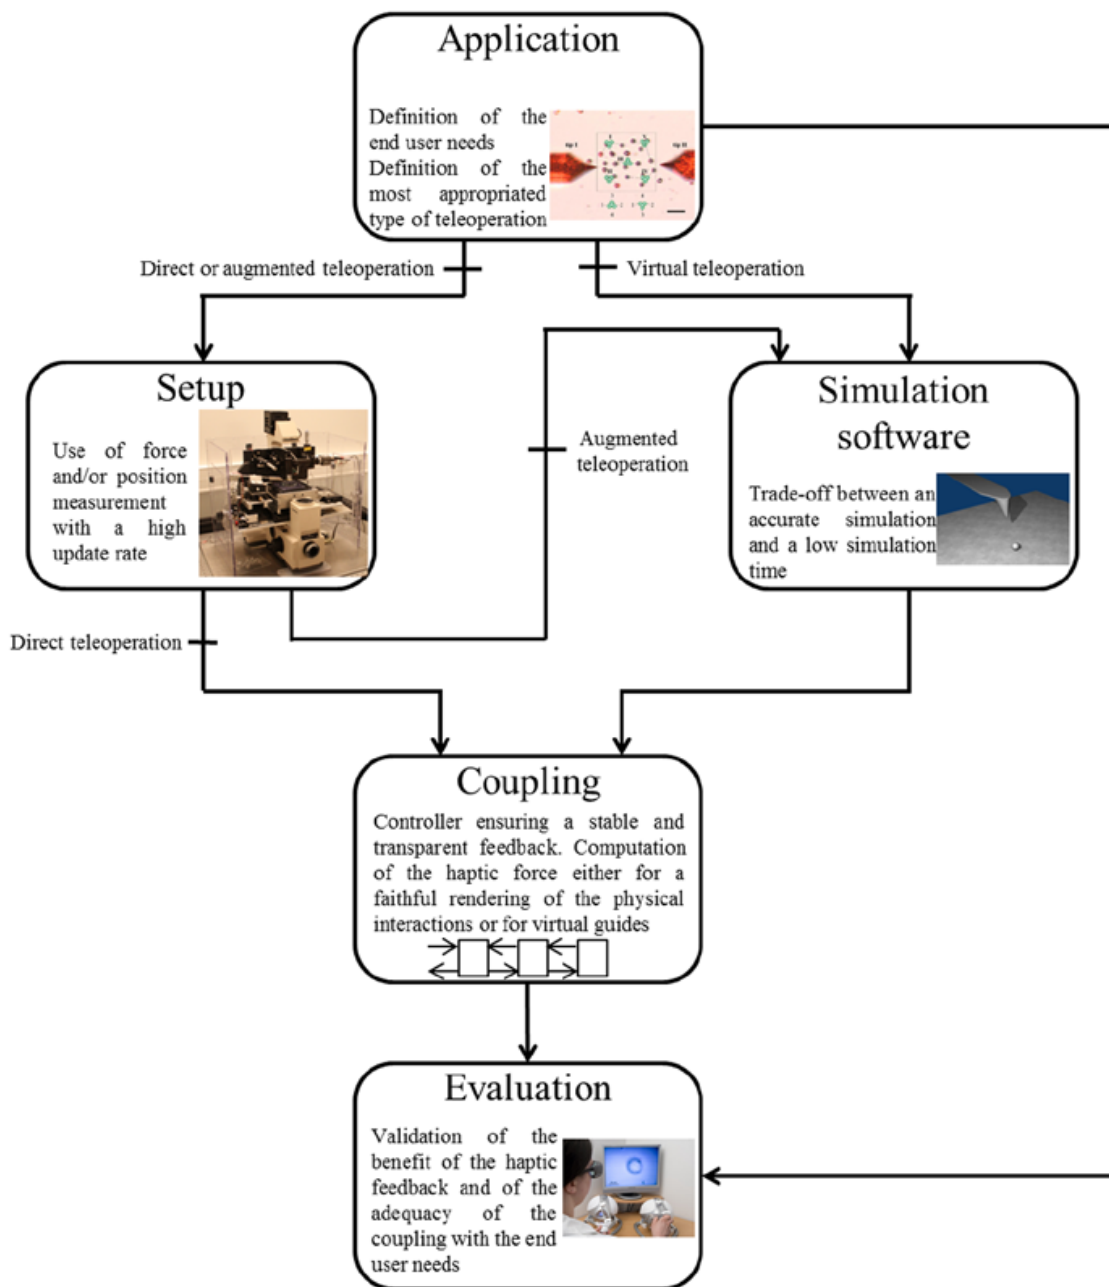 Application
Definition of the
end user needs
Definition of the
most appropriated
type of teleoperation
Direct or augmented teleoperation
Virtual teleoperation
Setup
Use of force
and/or position
measurement
with a high
update rate
Augmented
teleoperation
Simulation
software
Trade-off between an
accurate simulation
and a low simulation
time
Direct teleoperation
Coupling
Controller ensuring a stable and
transparent feedback. Computation
of the haptic force either for a
faithful rendering of the physical
interactions or for virtual guides
Evaluation
Validation of the
benefit of the haptic
feedback and of the
adequacy of the
coupling with the end
user needs